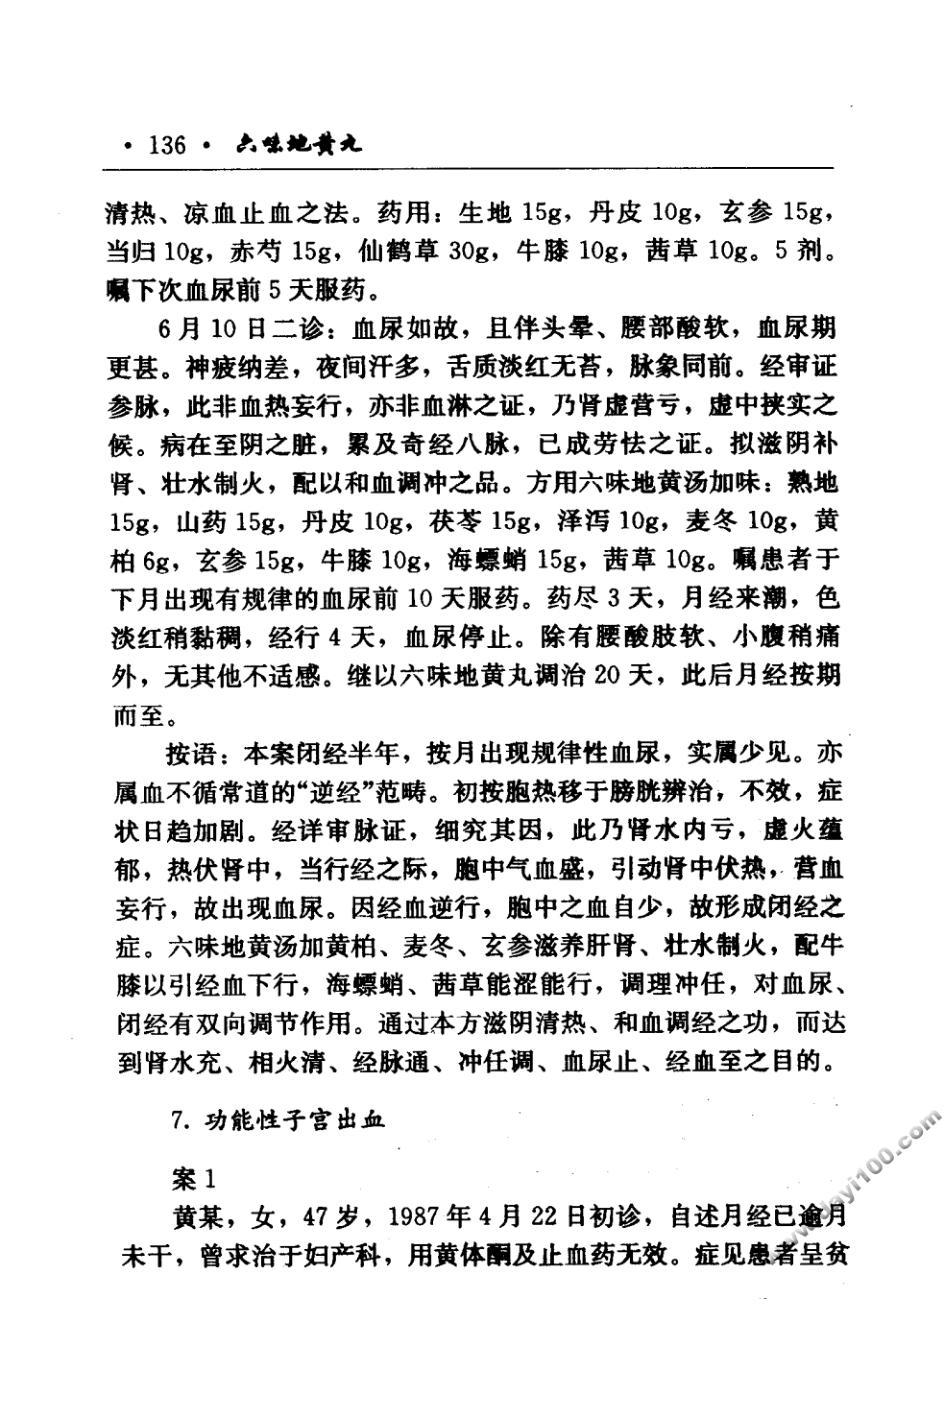 · 136 · 六味地黄丸
清热、凉血止血之法。药用：生地 15g，丹皮 10g，玄参 15g，
当归 10g，赤芍 15g，仙鹤草 30g，牛膝 10g，茜草 10g。5 剂。
嘱下次血尿前 5 天服药。
6 月 10 日二诊：血尿如故，且伴头晕、腰部酸软，血尿期
更甚。神疲纳差，夜间汗多，舌质淡红无苔，脉象同前。经审证
参脉，此非血热妄行，亦非血淋之证，乃肾虚营亏，虚中挟实之
候。病在至阴之脏，累及奇经八脉，已成劳怯之证。拟滋阴补
肾、壮水制火，配以和血调冲之品。方用六味地黄汤加味：熟地
15g，山药 15g，丹皮 10g，茯苓 15g，泽泻 10g，麦冬 10g，黄
柏 6g，玄参 15g，牛膝 10g，海螵蛸 15g，茜草 10g。嘱患者于
下月出现有规律的血尿前 10 天服药。药尽 3 天，月经来潮，色
淡红稍黏稠，经行 4 天，血尿停止。除有腰酸肢软、小腹稍痛
外，无其他不适感。继以六味地黄丸调治 20 天，此后月经按期
而至。
按语：本案闭经半年，按月出现规律性血尿，实属少见。亦
属血不循常道的“逆经”范畴。初按胞热移于膀胱辨治，不效，症
状日趋加剧。经详审脉证，细究其因，此乃肾水内亏，虚火蕴
郁，热伏肾中，当行经之际，胞中气血盛，引动肾中伏热，营血
妄行，故出现血尿。因经血逆行，胞中之血自少，故形成闭经之
症。六味地黄汤加黄柏、麦冬、玄参滋养肝肾、壮水制火，配牛
膝以引经血下行，海螵蛸、茜草能涩能行，调理冲任，对血尿、
闭经有双向调节作用。通过本方滋阴清热、和血调经之功，而达
到肾水充、相火清、经脉通、冲任调、血尿止、经血至之目的。
7. 功能性子宫出血
案 1
黄某，女，47 岁，1987 年 4 月 22 日初诊，自述月经已逾月
未干，曾求治于妇产科，用黄体酮及止血药无效。症见患者呈贫
www.dayi100.com